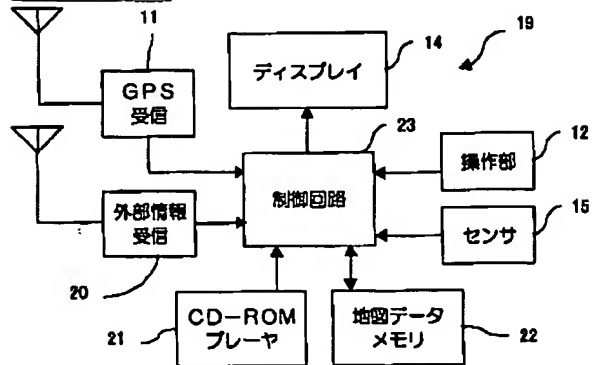 11
GPS
受信
ディスプレイ
14
19
23
制御回路
操作部
12
外部情報
受信
センサ
15
20
CD-ROM
プレーヤ
21
地図データ
メモリ
22